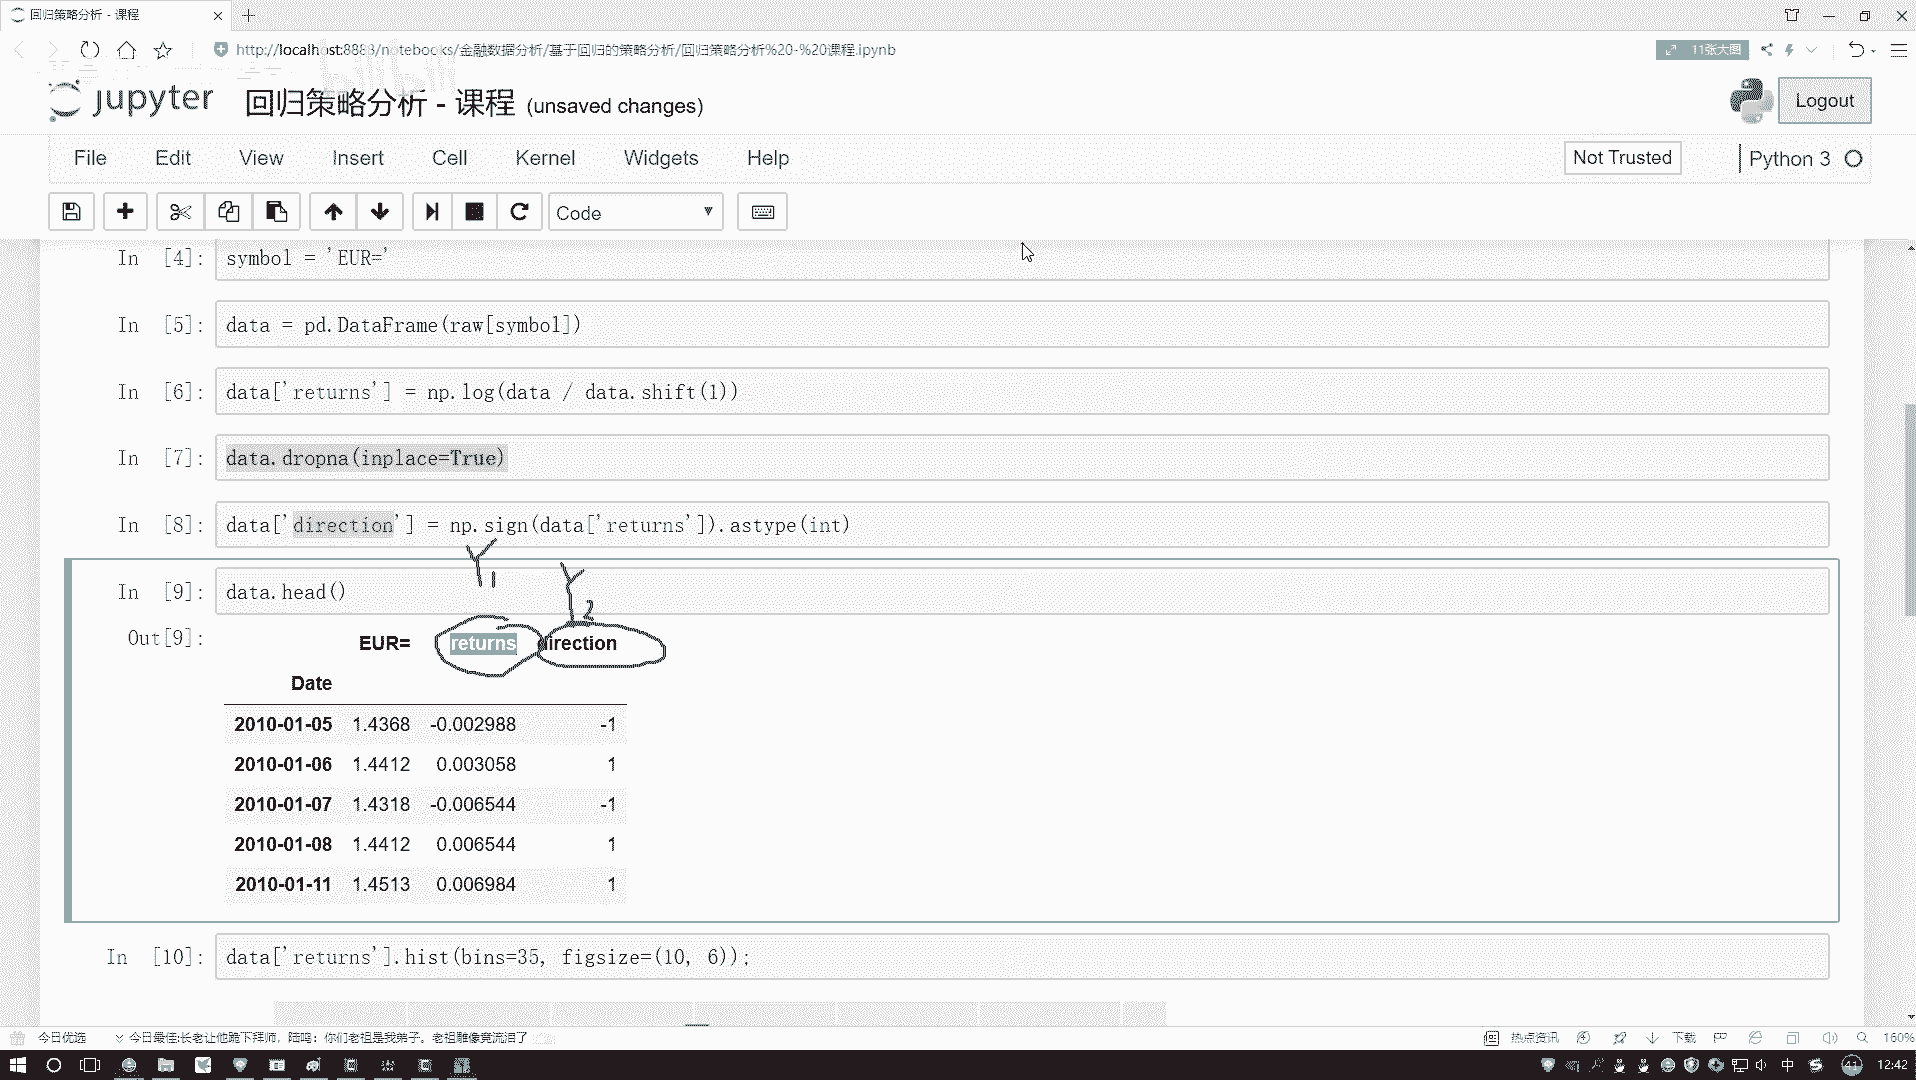 回归策略分析 - 课程
http://localhost:8888/notebooks/金融数据分析/基于回归的策略分析/回归策略分析%20-%20课程.ipynb
11张大图
bilibili
jupyter 回归策略分析 - 课程 (unsaved changes)
Logout
File Edit View Insert Cell Kernel Widgets Help
Not Trusted
Python 3
Code
In [4]: symbol = 'EUR='
In [5]: data = pd.DataFrame(raw[symbol])
In [6]: data['returns'] = np.log(data / data.shift(1))
In [7]: data.dropna(inplace=True)
In [8]: data['direction'] = np.sign(data['returns']).astype(int)
Y1 Y2
In [9]: data.head()
Out[9]:
EUR= returns direction
Date
2010-01-05 1.4368 -0.002988 -1
2010-01-06 1.4412 0.003058 1
2010-01-07 1.4318 -0.006544 -1
2010-01-08 1.4412 0.006544 1
2010-01-11 1.4513 0.006984 1
In [10]: data['returns'].hist(bins=35, figsize=(10, 6));
今日优选 今日最佳:长老让他跪下拜师，陆鸣：你们老祖是我弟子。老祖雕像竟流泪了
热点资讯 下载 160%
中 41 12:42